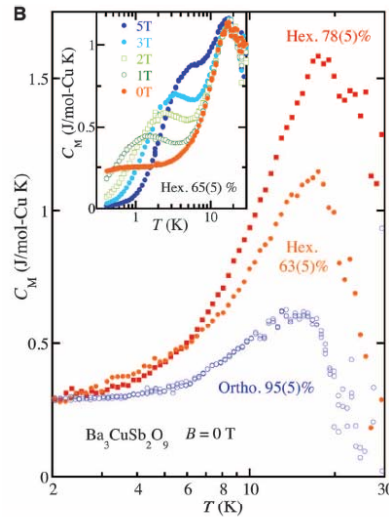 B
5T
3T
2T
1T
0T
C_M (J/mol-Cu K)
1
0.5
0
Hex. 65(5) %
1
10
T (K)
Hex. 78(5)%
Hex.
63(5)%
Ortho. 95(5)%
Ba₃CuSb₂O₉ B = 0 T
C_M (J/mol-Cu K)
1.5
1
0.5
0
2
4
6
8
10
20
30
T (K)